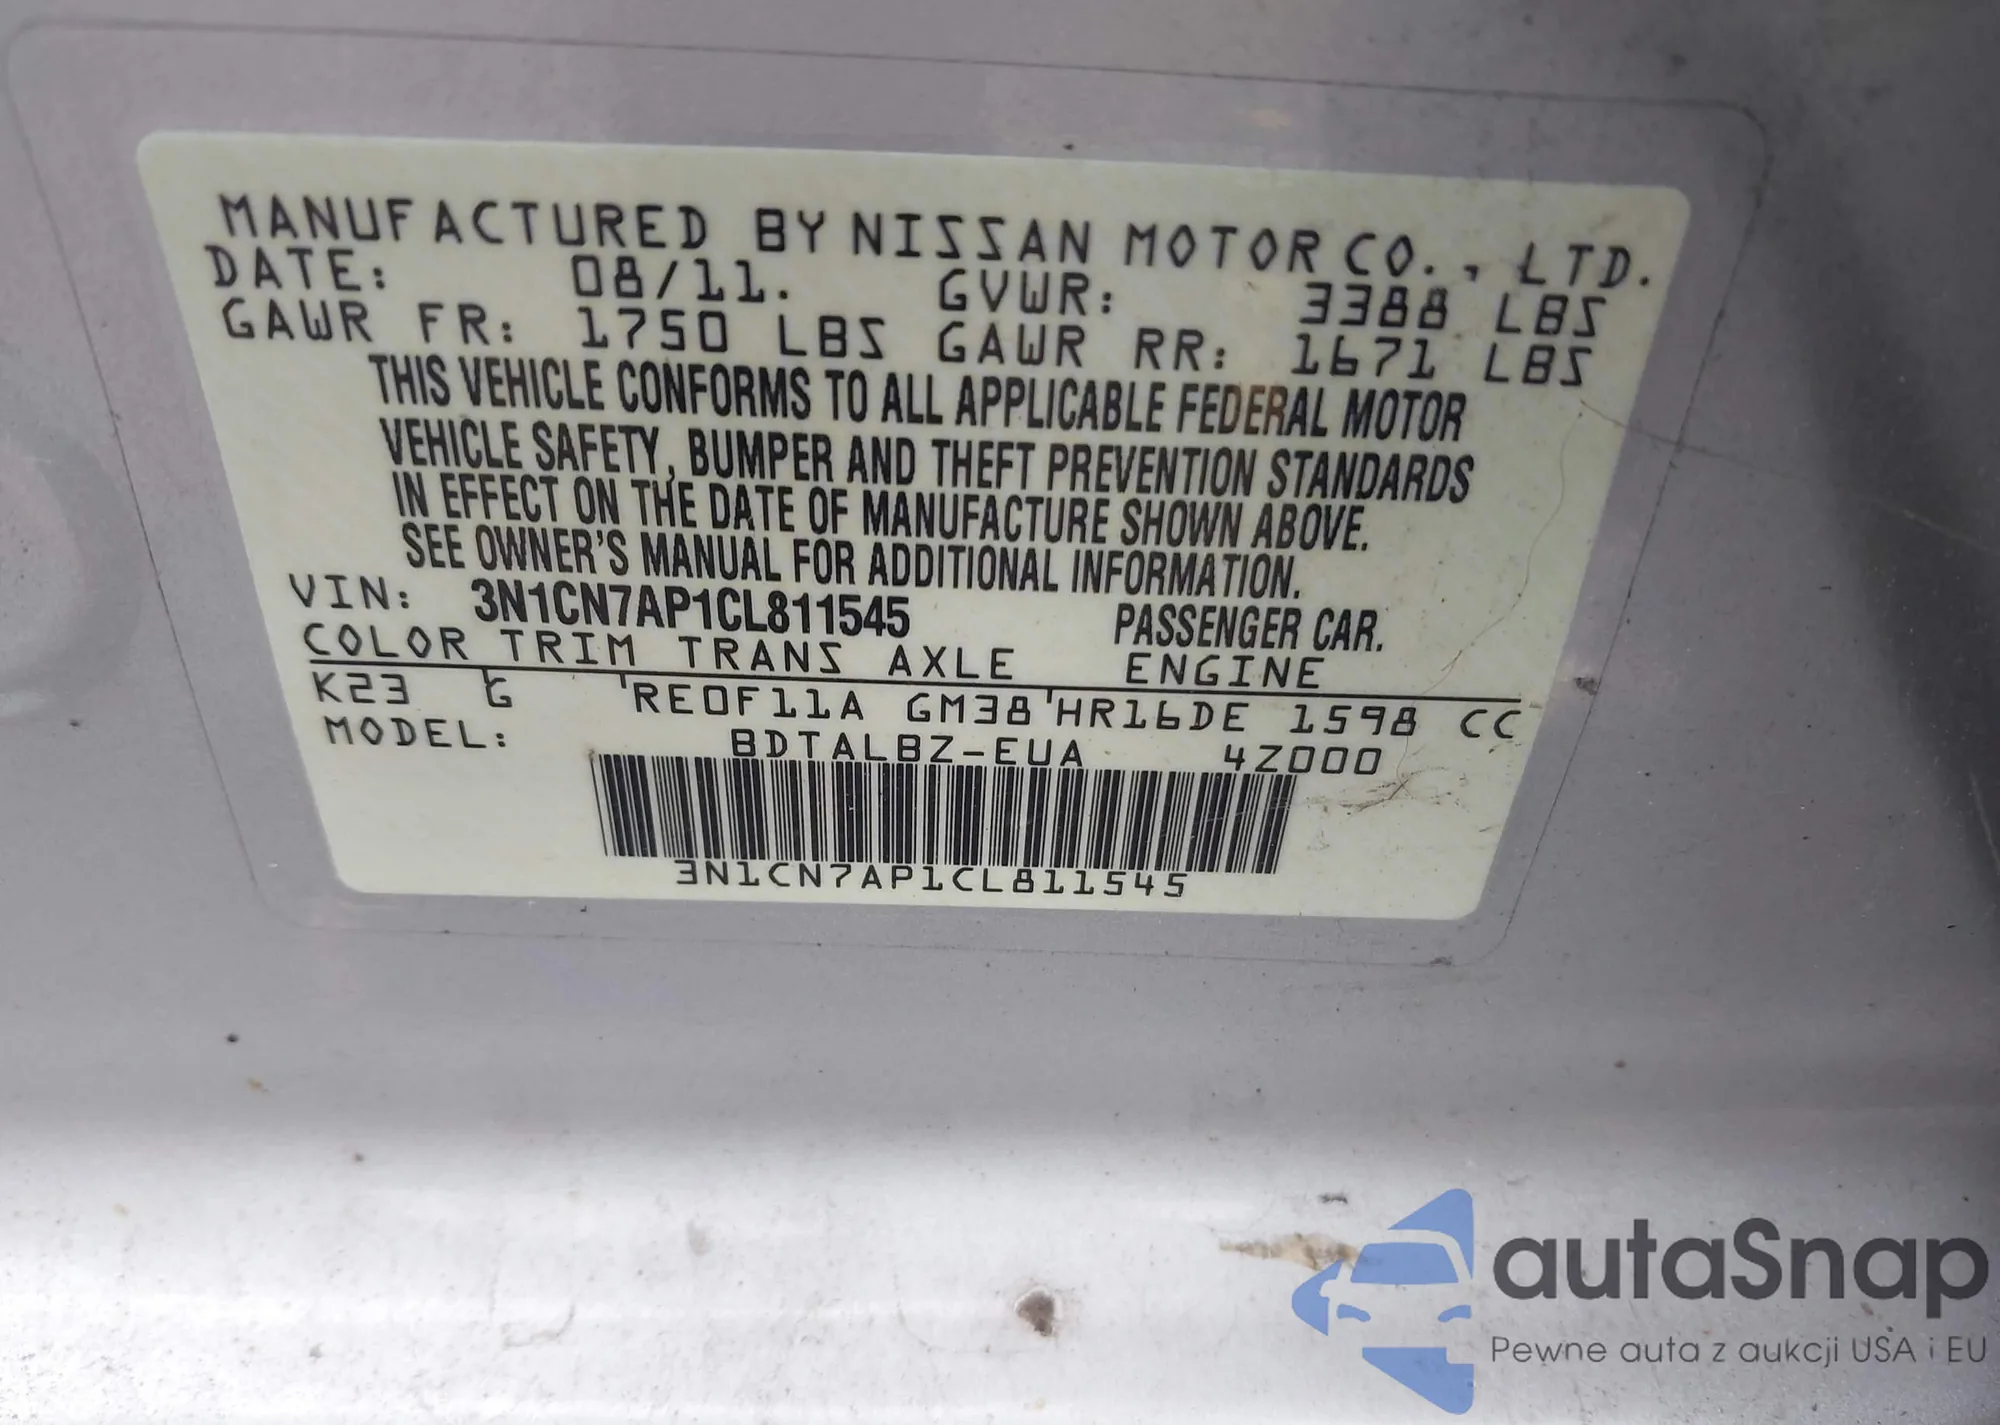 MANUFACTURED BY NISSAN MOTOR CO., LTD.
DATE: 08/11. GVWR: 3388 LBS
GAWR FR: 1750 LBS GAWR RR: 1671 LBS
THIS VEHICLE CONFORMS TO ALL APPLICABLE FEDERAL MOTOR
VEHICLE SAFETY, BUMPER AND THEFT PREVENTION STANDARDS
IN EFFECT ON THE DATE OF MANUFACTURE SHOWN ABOVE.
SEE OWNER'S MANUAL FOR ADDITIONAL INFORMATION.
VIN: 3N1CN7AP1CL811545 PASSENGER CAR.
COLOR TRIM TRANS AXLE ENGINE
K23 G 'RE0F11A GM38'HR16DE 1598 CC
MODEL: BDTALBZ-EUA 4Z000
3N1CN7AP1CL811545
autaSnap
Pewne auta z aukcji USA i EU